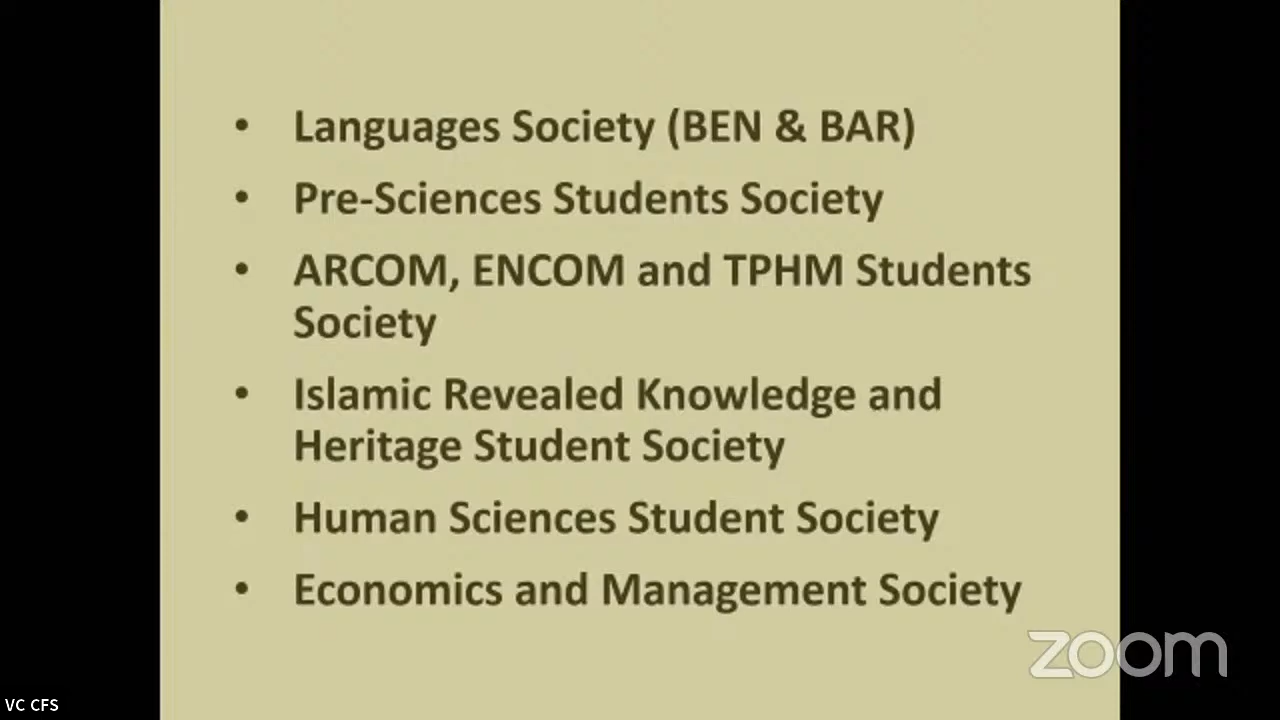 • Languages Society (BEN & BAR)
• Pre-Sciences Students Society
• ARCOM, ENCOM and TPHM Students
Society
• Islamic Revealed Knowledge and
Heritage Student Society
• Human Sciences Student Society
• Economics and Management Society
zoom
VC CFS